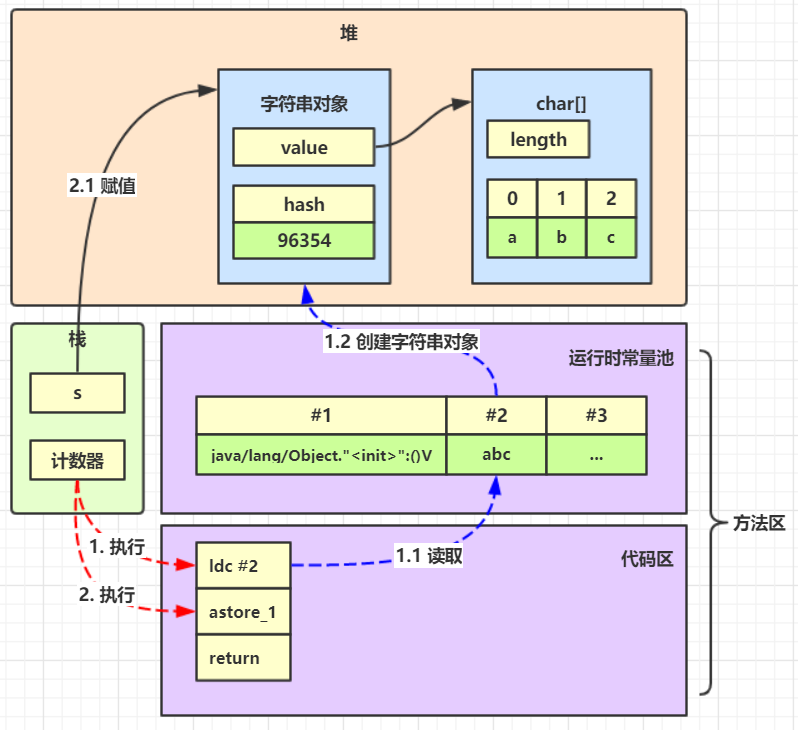 堆
字符串对象
value
hash
96354
char[]
length
0 1 2
a b c
2.1 赋值
栈
s
计数器
1.2 创建字符串对象
运行时常量池
#1 #2 #3
java/lang/Object."<init>":()V abc ...
方法区
1. 执行
2. 执行
1.1 读取
代码区
ldc #2
astore_1
return